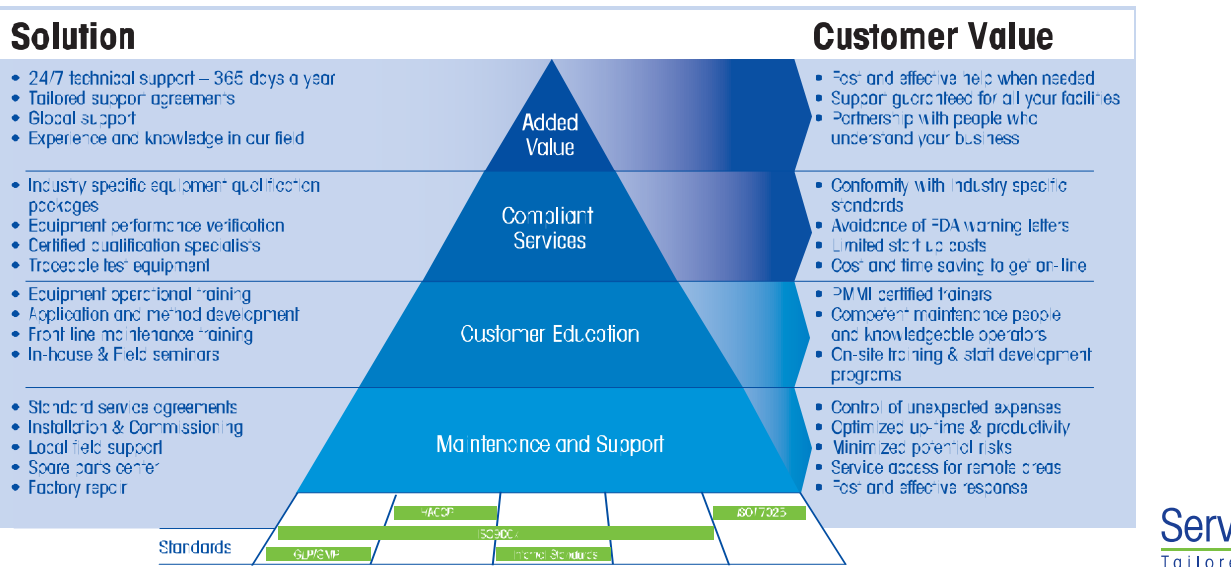 Solution
Customer Value
• 24/7 technical support – 365 days a year
• Tailored support agreements
• Global support
• Experience and knowledge in our field
Added
Value
• Fast and effective help when needed
• Support guaranteed for all your facilities
• Partnership with people who
understand your business
• Industry specific equipment qualification
packages
• Equipment performance verification
• Certified qualification specialists
• Traceable test equipment
Compliant
Services
• Conformity with industry specific
standards
• Avoidance of FDA warning letters
• Limited start up costs
• Cost and time saving to get on-line
• Equipment operational training
• Application and method development
• Front line maintenance training
• In-house & Field seminars
Customer Education
• PMMI certified trainers
• Competent maintenance people
and knowledgeable operators
• On-site training & staff development
programs
• Standard service agreements
• Installation & Commissioning
• Local field support
• Spare parts center
• Factory repair
Maintenance and Support
• Control of unexpected expenses
• Optimized up-time & productivity
• Minimized potential risks
• Service access for remote areas
• Fast and effective response
Standards
HACCP
ISO17025
ISO9001
GLP/GMP
Internal Standards
Serv
Tailore